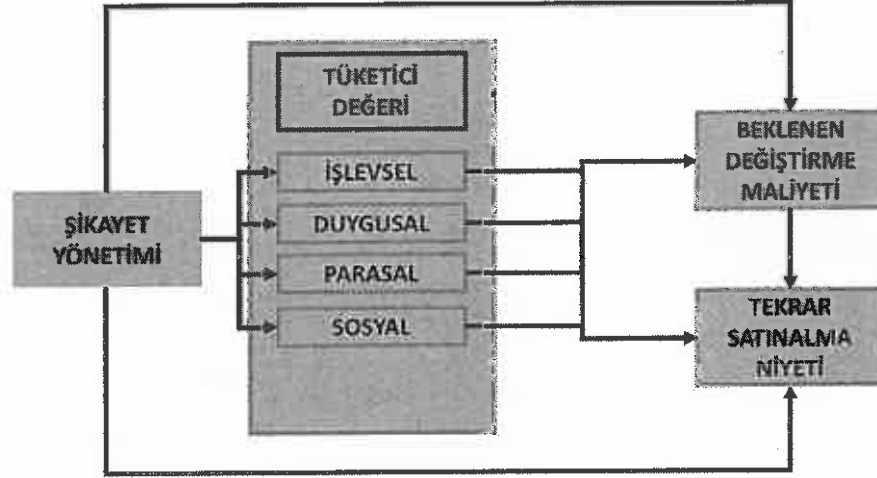 TÜKETİCİ
DEĞERİ
İŞLEVSEL
DUYGUSAL
PARASAL
SOSYAL
ŞİKAYET
YÖNETİMİ
BEKLENEN
DEĞİŞTİRME
MALİYETİ
TEKRAR
SATINALMA
NİYETİ